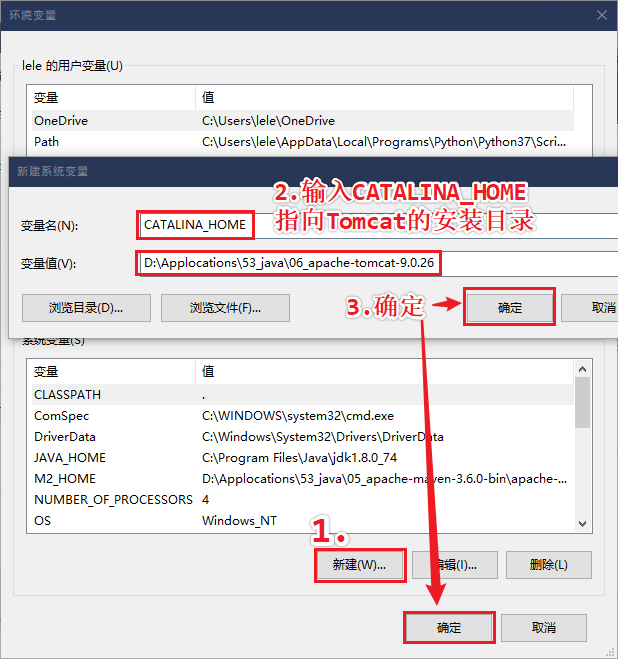 环境变量
lele 的用户变量(U)
变量 值
OneDrive C:\Users\lele\OneDrive
Path C:\Users\lele\AppData\Local\Programs\Python\Python37\Scri...
新建系统变量
2.输入CATALINA_HOME
指向Tomcat的安装目录
变量名(N): CATALINA_HOME
变量值(V): D:\Applocations\53_java\06_apache-tomcat-9.0.26
浏览目录(D)... 浏览文件(F)... 3.确定 确定 取消
系统变量(S)
变量 值
CLASSPATH .
ComSpec C:\WINDOWS\system32\cmd.exe
DriverData C:\Windows\System32\Drivers\DriverData
JAVA_HOME C:\Program Files\Java\jdk1.8.0_74
M2_HOME D:\Applocations\53_java\05_apache-maven-3.6.0-bin\apache-...
NUMBER_OF_PROCESSORS 4
OS Windows_NT
1.
新建(W)... 编辑(I)... 删除(L)
确定 取消